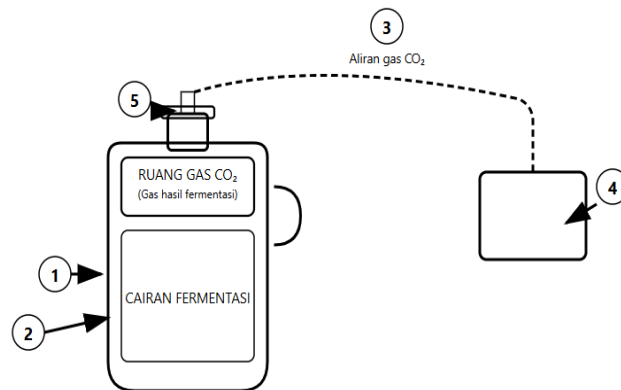 3
Aliran gas CO₂
5
RUANG GAS CO₂
(Gas hasil fermentasi)
4
1
CAIRAN FERMENTASI
2